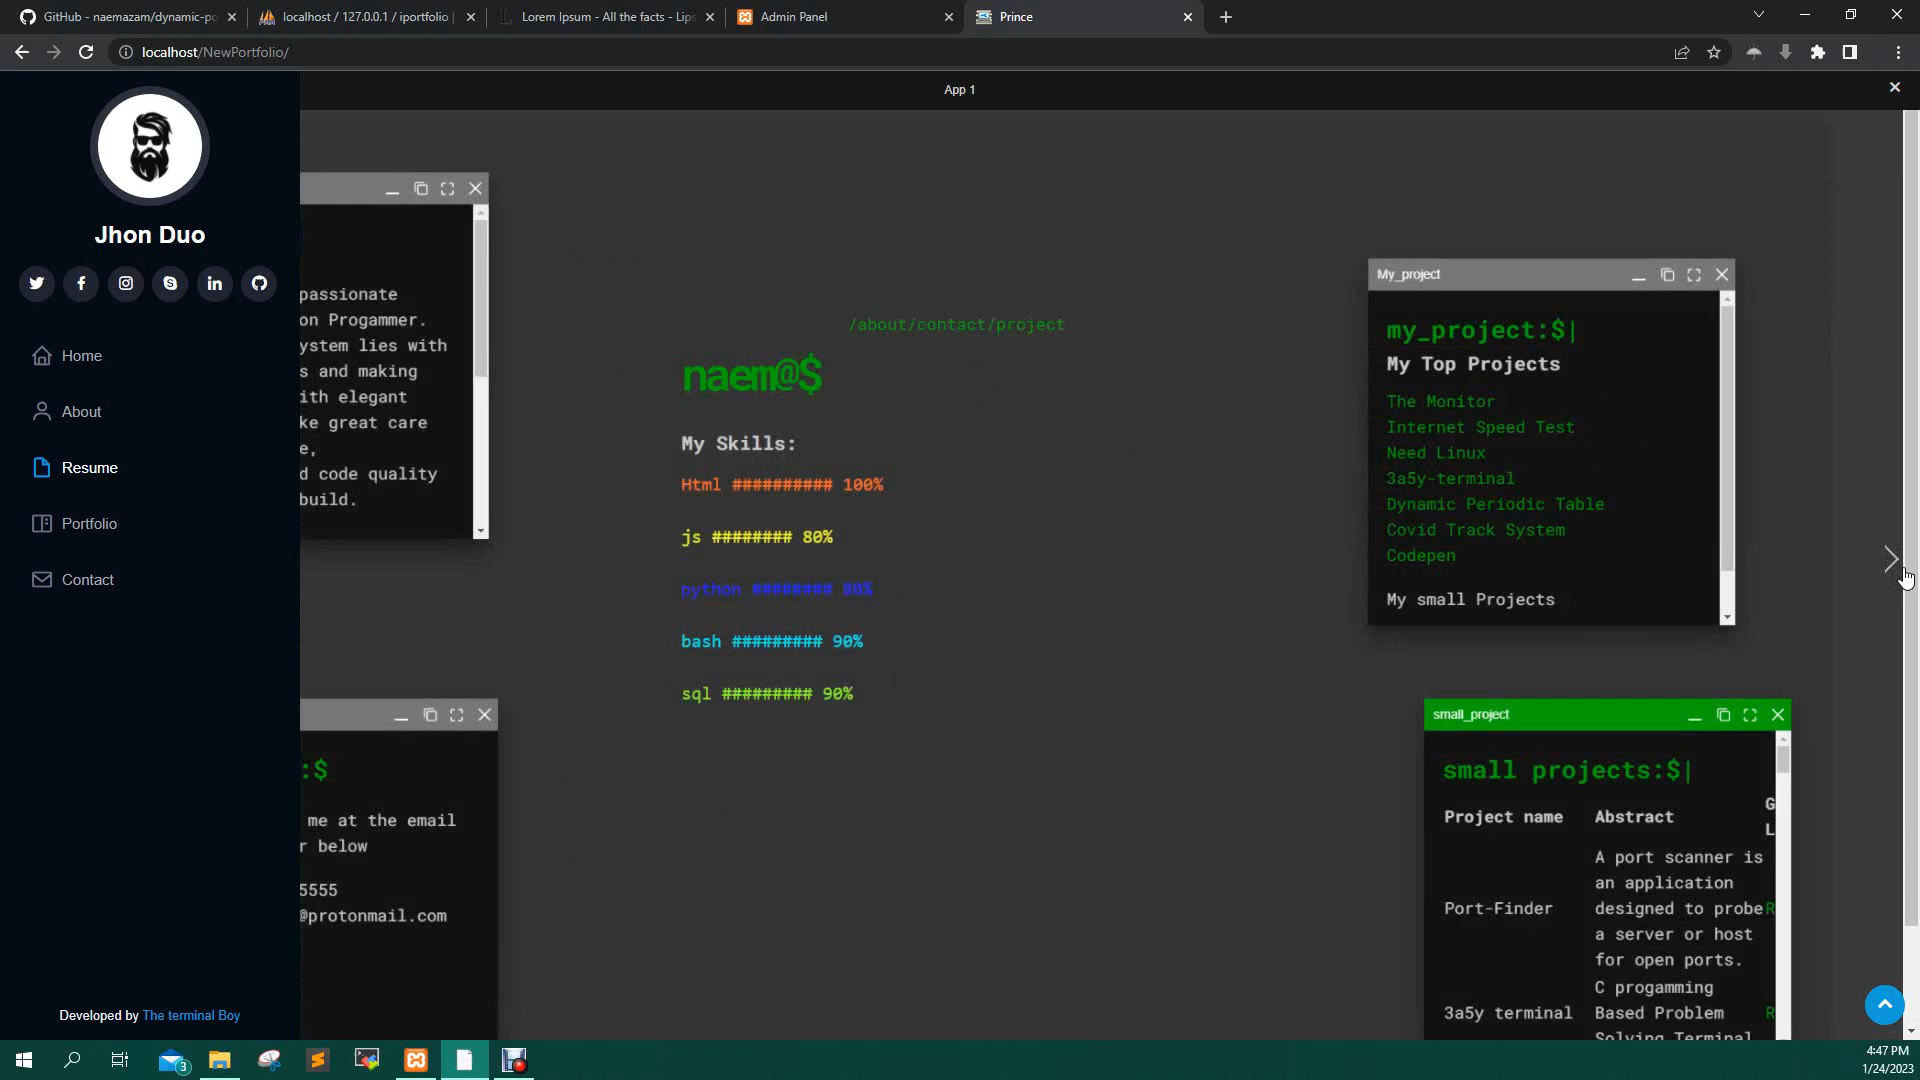 GitHub - naemazam/dynamic-po
localhost / 127.0.0.1 / iportfolio |
Lorem Ipsum - All the facts - Lips
Admin Panel
Prince
localhost/NewPortfolio/
App 1
Jhon Duo
Home
About
Resume
Portfolio
Contact
Developed by The terminal Boy
passionate
on Progammer.
ystem lies with
s and making
ith elegant
ke great care
e,
d code quality
build.
:$
me at the email
r below
5555
@protonmail.com
/about/contact/project
naem@$
My Skills:
Html ########## 100%
js ######## 80%
python ######## 80%
bash ######### 90%
sql ######### 90%
My_project
my_project:$|
My Top Projects
The Monitor
Internet Speed Test
Need Linux
3a5y-terminal
Dynamic Periodic Table
Covid Track System
Codepen
My small Projects
small_project
small projects:$|
Project name Abstract G
L
A port scanner is
an application
Port-Finder designed to probe R
a server or host
for open ports.
C progamming
3a5y terminal Based Problem R
Solving Terminal
3
4:47 PM
1/24/2023